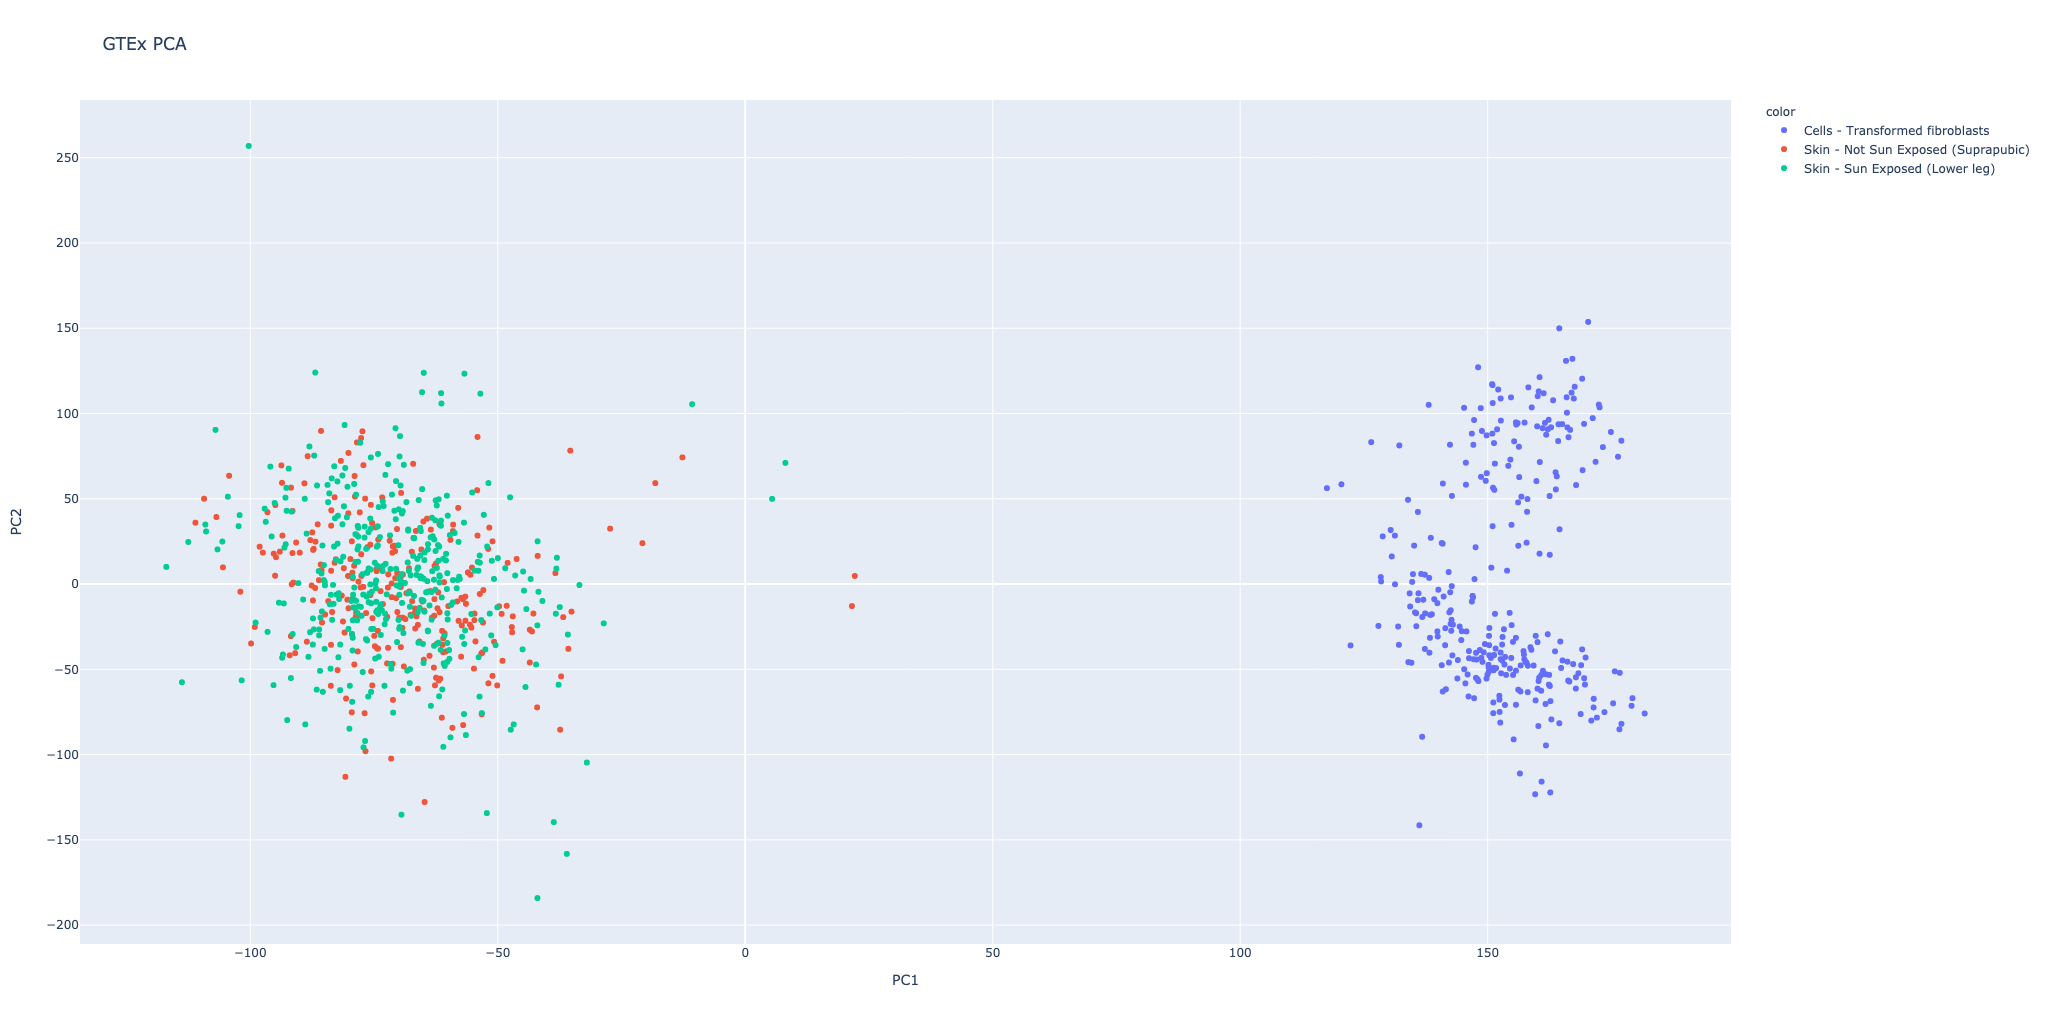 GTEx PCA
color
Cells - Transformed fibroblasts
Skin - Not Sun Exposed (Suprapubic)
Skin - Sun Exposed (Lower leg)
PC2
250
200
150
100
50
0
−50
−100
−150
−200
−100
−50
0
50
100
150
PC1